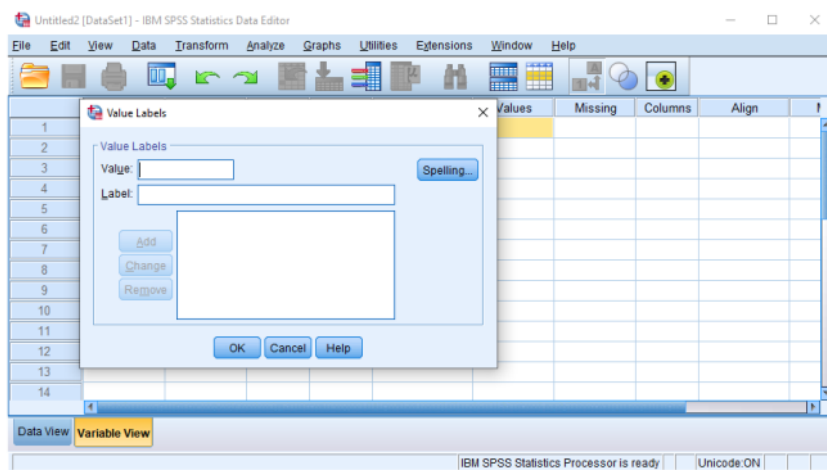 Untitled2 [DataSet1] - IBM SPSS Statistics Data Editor
File Edit View Data Transform Analyze Graphs Utilities Extensions Window Help
Values Missing Columns Align
Value Labels
Value Labels
Value:
Spelling...
Label:
Add
Change
Remove
OK Cancel Help
1
2
3
4
5
6
7
8
9
10
11
12
13
14
Data View Variable View
IBM SPSS Statistics Processor is ready Unicode:ON